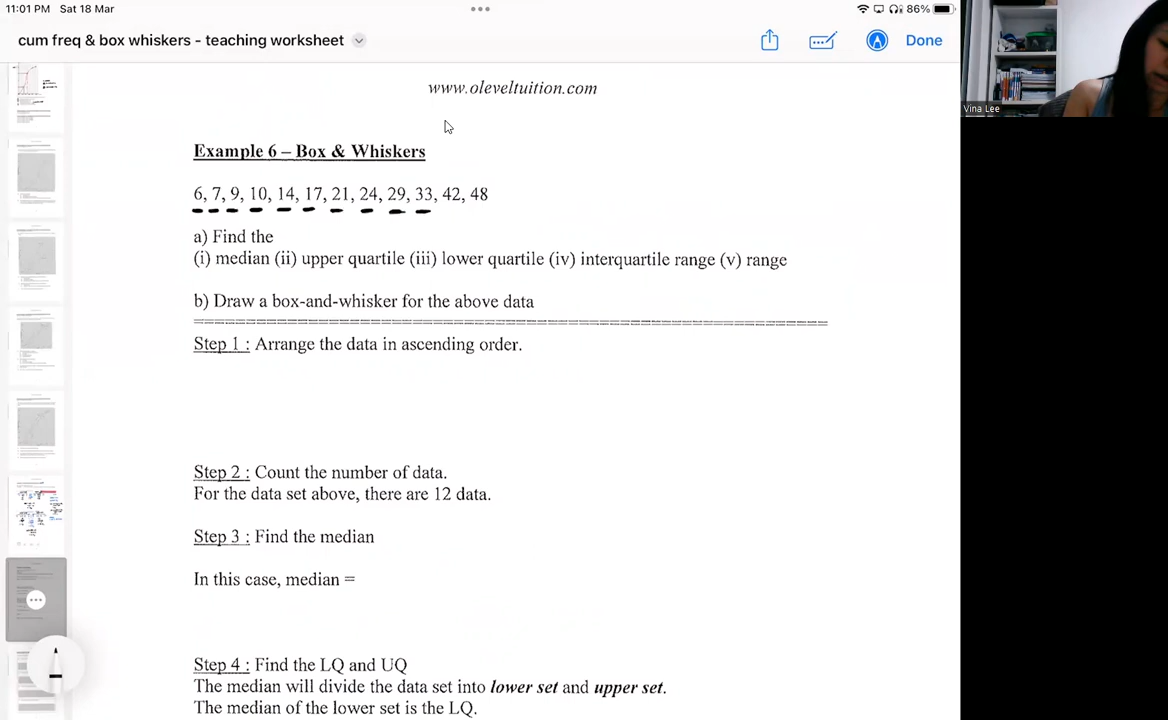 11:01 PM Sat 18 Mar
86%
cum freq & box whiskers - teaching worksheet
Done
www.oleveltuition.com
Vina Lee
Example 6 – Box & Whiskers
6, 7, 9, 10, 14, 17, 21, 24, 29, 33, 42, 48
a) Find the
(i) median (ii) upper quartile (iii) lower quartile (iv) interquartile range (v) range
b) Draw a box-and-whisker for the above data
Step 1 : Arrange the data in ascending order.
Step 2 : Count the number of data.
For the data set above, there are 12 data.
Step 3 : Find the median
In this case, median =
Step 4 : Find the LQ and UQ
The median will divide the data set into lower set and upper set.
The median of the lower set is the LQ.